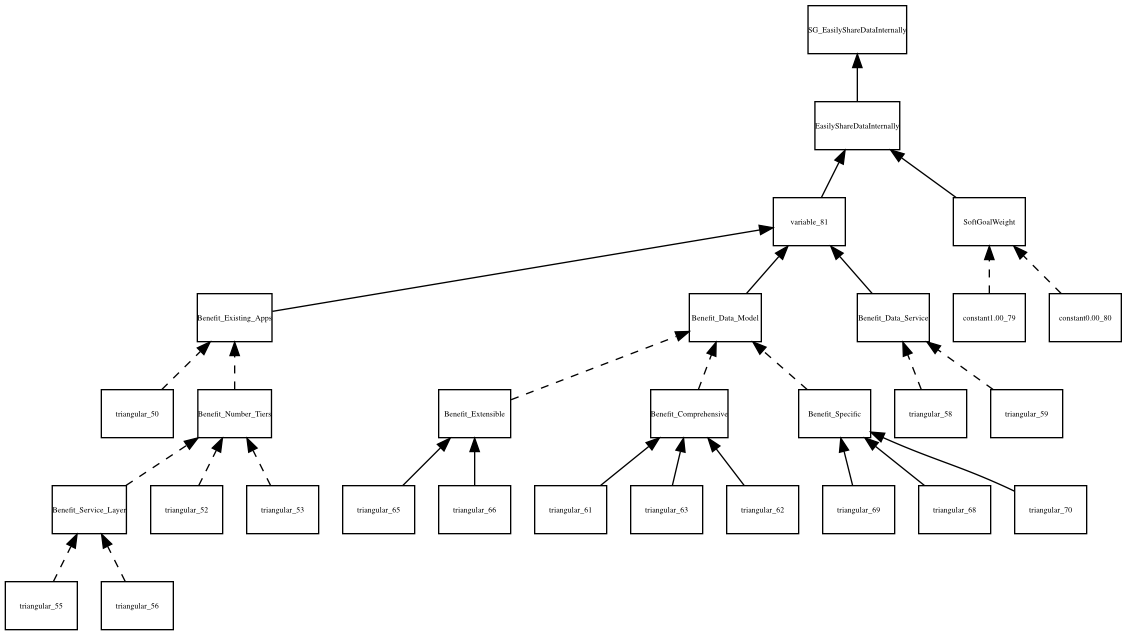 SG_EasilyShareDataInternally
EasilyShareDataInternally
variable_81
SoftGoalWeight
Benefit_Existing_Apps
Benefit_Data_Model
Benefit_Data_Service
constant1.00_79
constant0.00_80
triangular_50
Benefit_Number_Tiers
Benefit_Extensible
Benefit_Comprehensive
Benefit_Specific
triangular_58
triangular_59
Benefit_Service_Layer
triangular_52
triangular_53
triangular_65
triangular_66
triangular_61
triangular_63
triangular_62
triangular_69
triangular_68
triangular_70
triangular_55
triangular_56